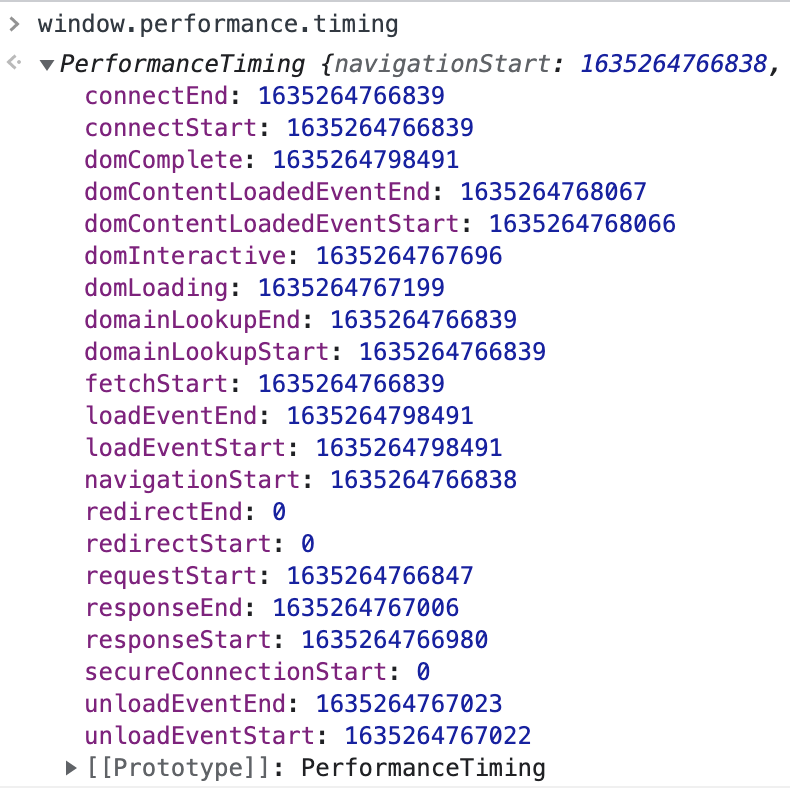 > window.performance.timing
PerformanceTiming {navigationStart: 1635264766838,
connectEnd: 1635264766839
connectStart: 1635264766839
domComplete: 1635264798491
domContentLoadedEventEnd: 1635264768067
domContentLoadedEventStart: 1635264768066
domInteractive: 1635264767696
domLoading: 1635264767199
domainLookupEnd: 1635264766839
domainLookupStart: 1635264766839
fetchStart: 1635264766839
loadEventEnd: 1635264798491
loadEventStart: 1635264798491
navigationStart: 1635264766838
redirectEnd: 0
redirectStart: 0
requestStart: 1635264766847
responseEnd: 1635264767006
responseStart: 1635264766980
secureConnectionStart: 0
unloadEventEnd: 1635264767023
unloadEventStart: 1635264767022
[[Prototype]]: PerformanceTiming